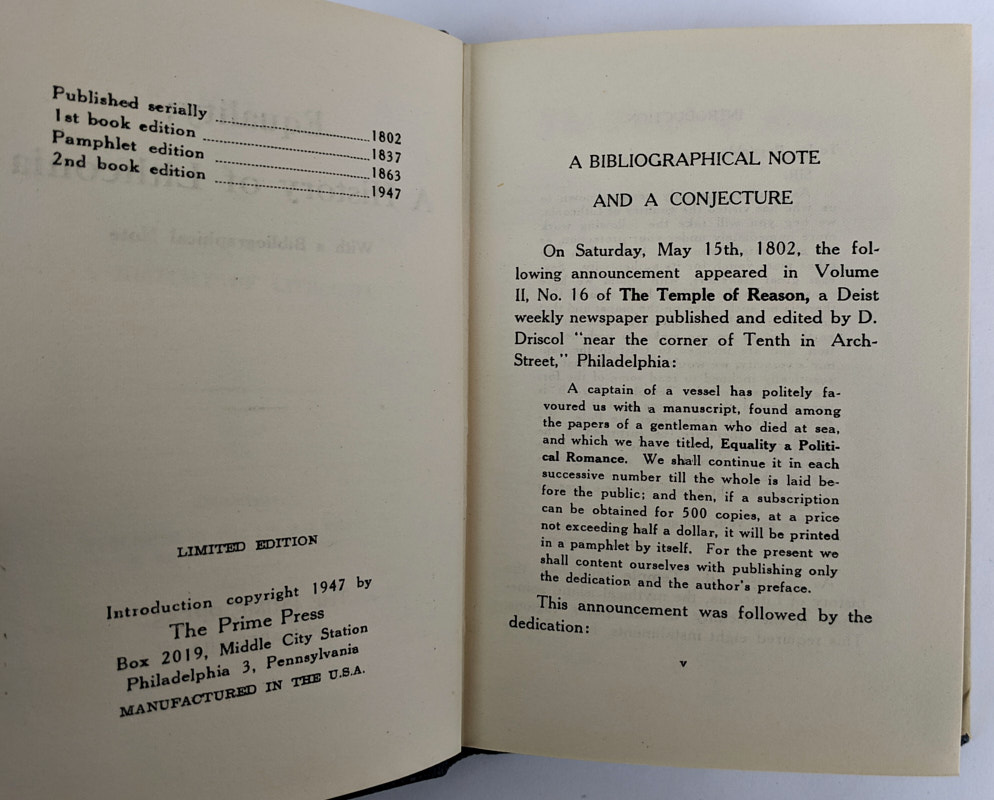 Published serially ........ 1802
1st book edition ........ 1837
Pamphlet edition ........ 1863
2nd book edition ........ 1947
LIMITED EDITION
Introduction copyright 1947 by
The Prime Press
Box 2019, Middle City Station
Philadelphia 3, Pennsylvania
MANUFACTURED IN THE U.S.A.
A BIBLIOGRAPHICAL NOTE
AND A CONJECTURE
On Saturday, May 15th, 1802, the fol-
lowing announcement appeared in Volume
II, No. 16 of The Temple of Reason, a Deist
weekly newspaper published and edited by D.
Driscol "near the corner of Tenth in Arch-
Street," Philadelphia:
A captain of a vessel has politely fa-
voured us with a manuscript, found among
the papers of a gentleman who died at sea,
and which we have titled, Equality a Politi-
cal Romance. We shall continue it in each
successive number till the whole is laid be-
fore the public; and then, if a subscription
can be obtained for 500 copies, at a price
not exceeding half a dollar, it will be printed
in a pamphlet by itself. For the present we
shall content ourselves with publishing only
the dedication and the author's preface.
This announcement was followed by the
dedication:
v